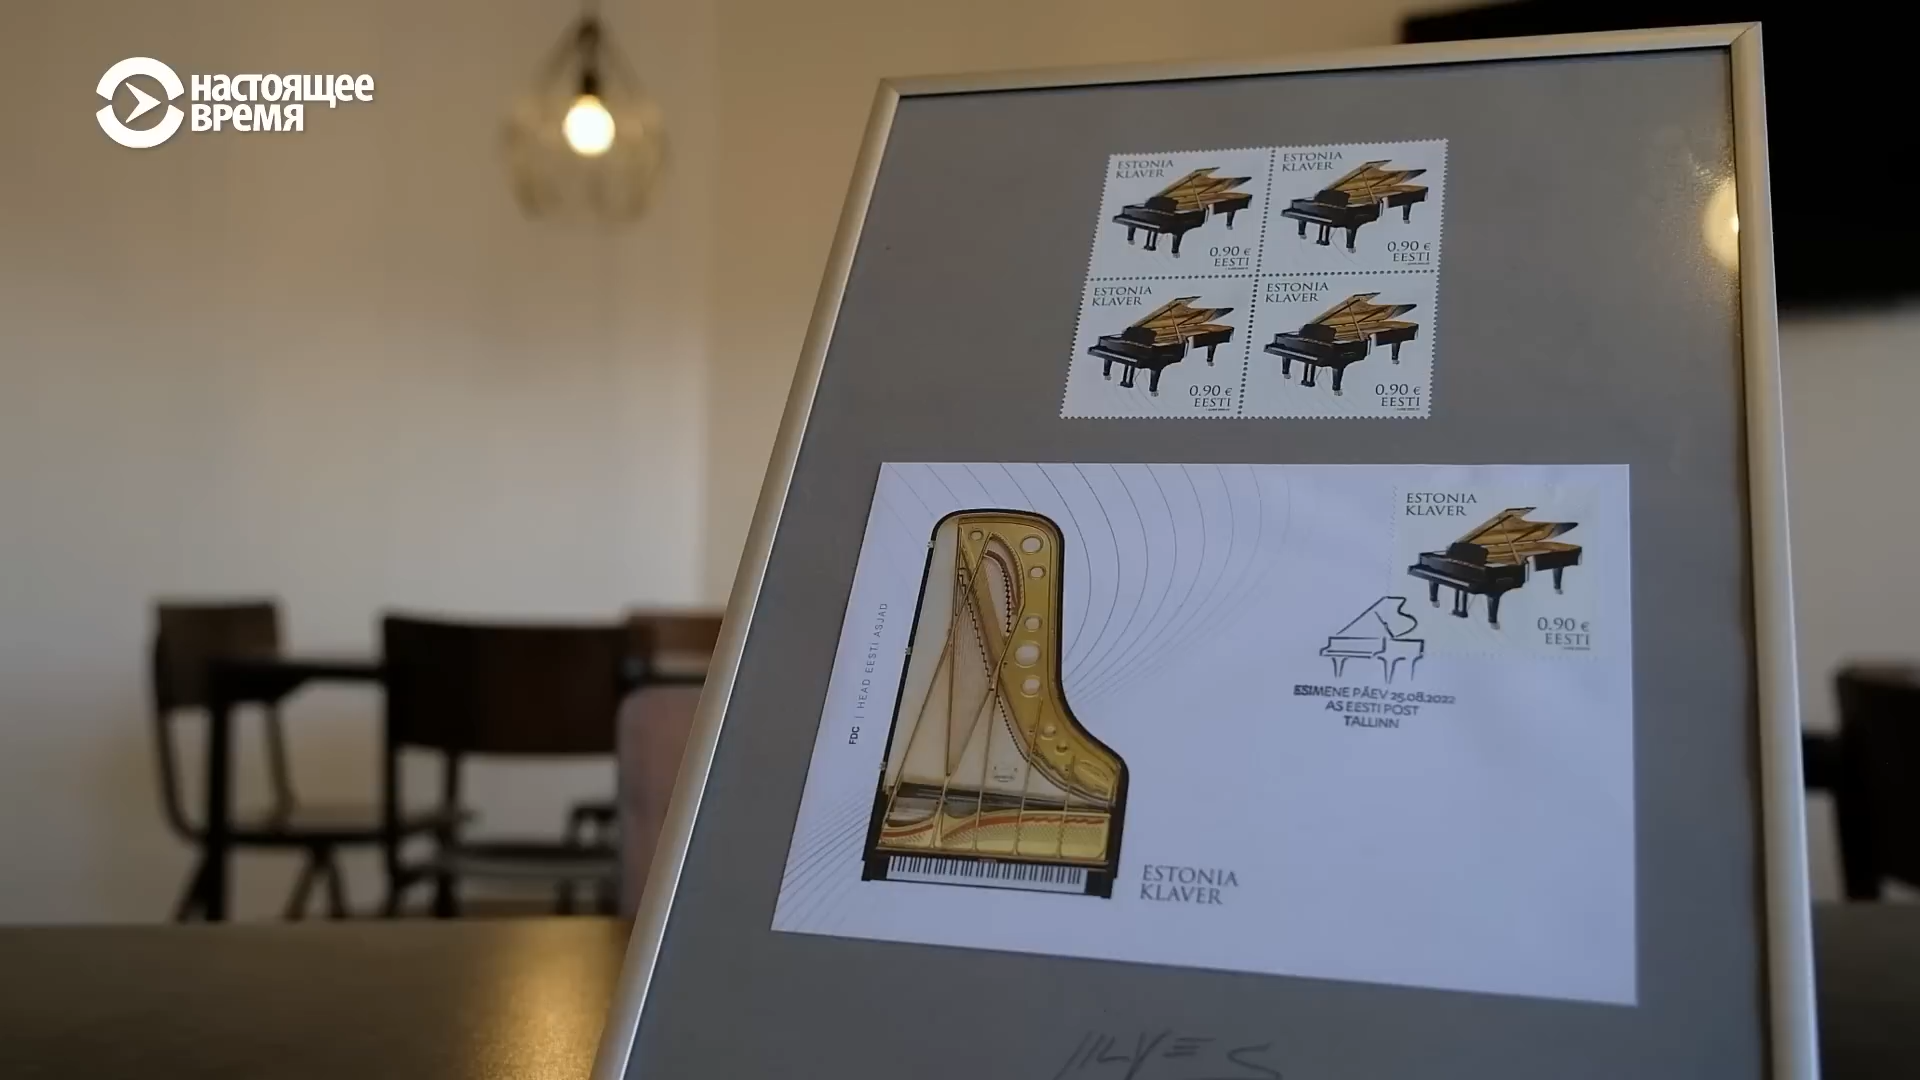 настоящее
время
ESTONIA
KLAVER
0.90 €
EESTI
ESTONIA
KLAVER
0.90 €
EESTI
ESTONIA
KLAVER
0.90 €
EESTI
ESTONIA
KLAVER
0.90 €
EESTI
FDC | HEAD EESTI ASJAD
ESTONIA
KLAVER
0.90 €
EESTI
ESIMENE PÄEV 25.08.2022
AS EESTI POST
TALLINN
ESTONIA
KLAVER